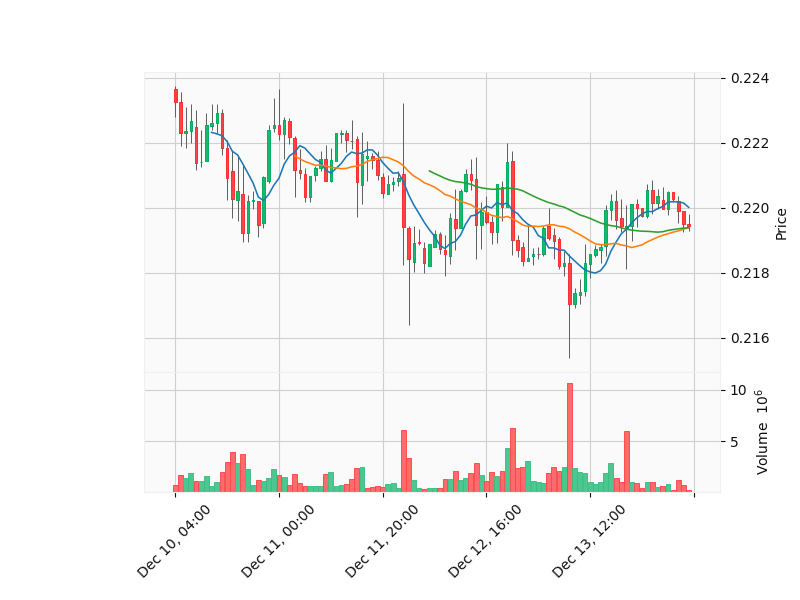 0.224
0.222
0.220
0.218
0.216
Price
10
5
Volume 10^6
Dec 10, 04:00
Dec 11, 00:00
Dec 11, 20:00
Dec 12, 16:00
Dec 13, 12:00